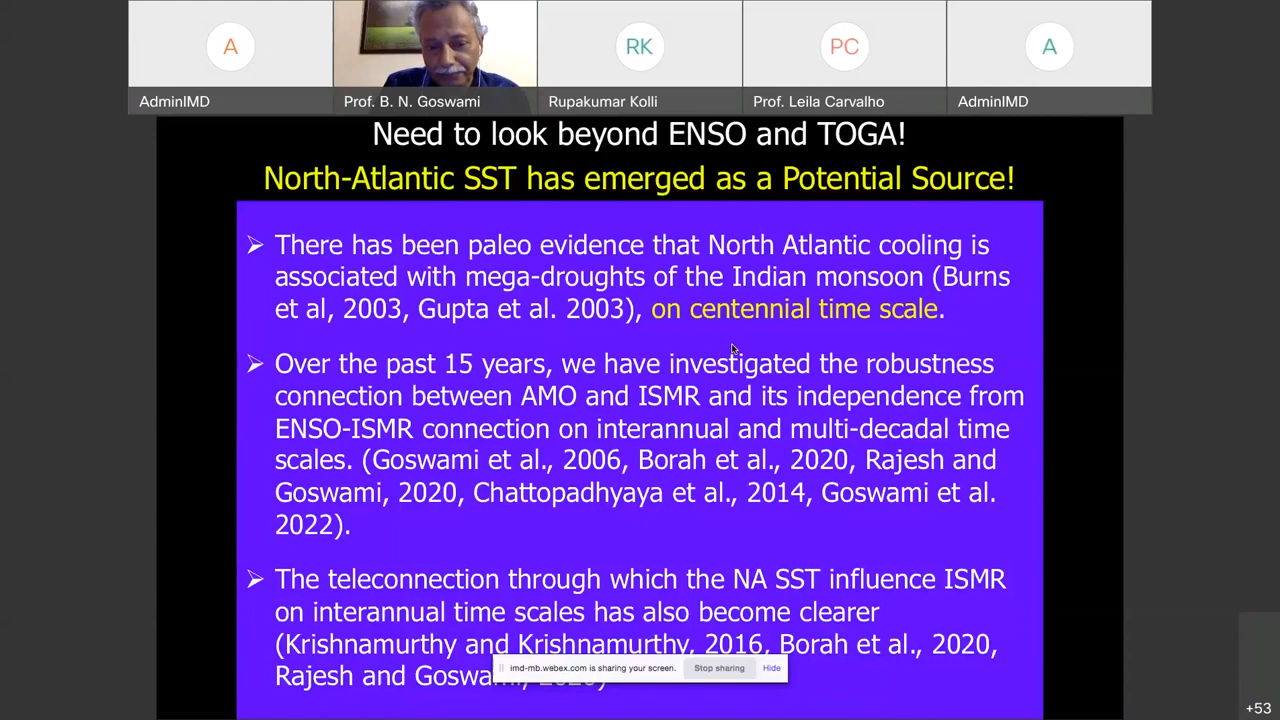 A
RK
PC
A
AdminIMD
Prof. B. N. Goswami
Rupakumar Kolli
Prof. Leila Carvalho
AdminIMD
Need to look beyond ENSO and TOGA!
North-Atlantic SST has emerged as a Potential Source!
There has been paleo evidence that North Atlantic cooling is
associated with mega-droughts of the Indian monsoon (Burns
et al, 2003, Gupta et al. 2003), on centennial time scale.
Over the past 15 years, we have investigated the robustness
connection between AMO and ISMR and its independence from
ENSO-ISMR connection on interannual and multi-decadal time
scales. (Goswami et al., 2006, Borah et al., 2020, Rajesh and
Goswami, 2020, Chattopadhyaya et al., 2014, Goswami et al.
2022).
The teleconnection through which the NA SST influence ISMR
on interannual time scales has also become clearer
(Krishnamurthy and Krishnamurthy, 2016, Borah et al., 2020,
Rajesh and
imd-mb.webex.com is sharing your screen.
Stop sharing
Hide
+53